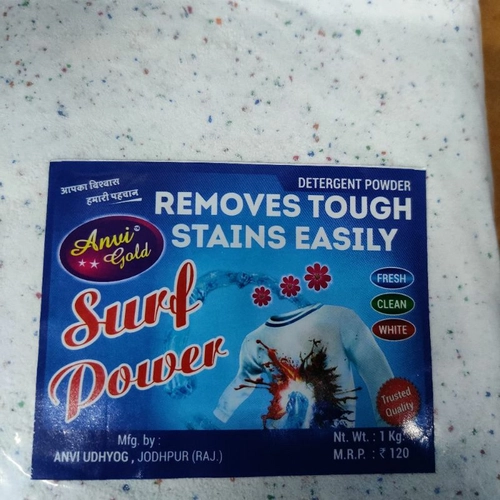 आपका विश्वास
हमारी पहचान
DETERGENT POWDER
REMOVES TOUGH
STAINS EASILY
Anvi
Gold
Surf
Power
FRESH
CLEAN
WHITE
Trusted
Quality
Mfg. by :
ANVI UDHYOG , JODHPUR (RAJ.)
Nt. Wt. : 1 Kg.
M.R.P. : ₹ 120